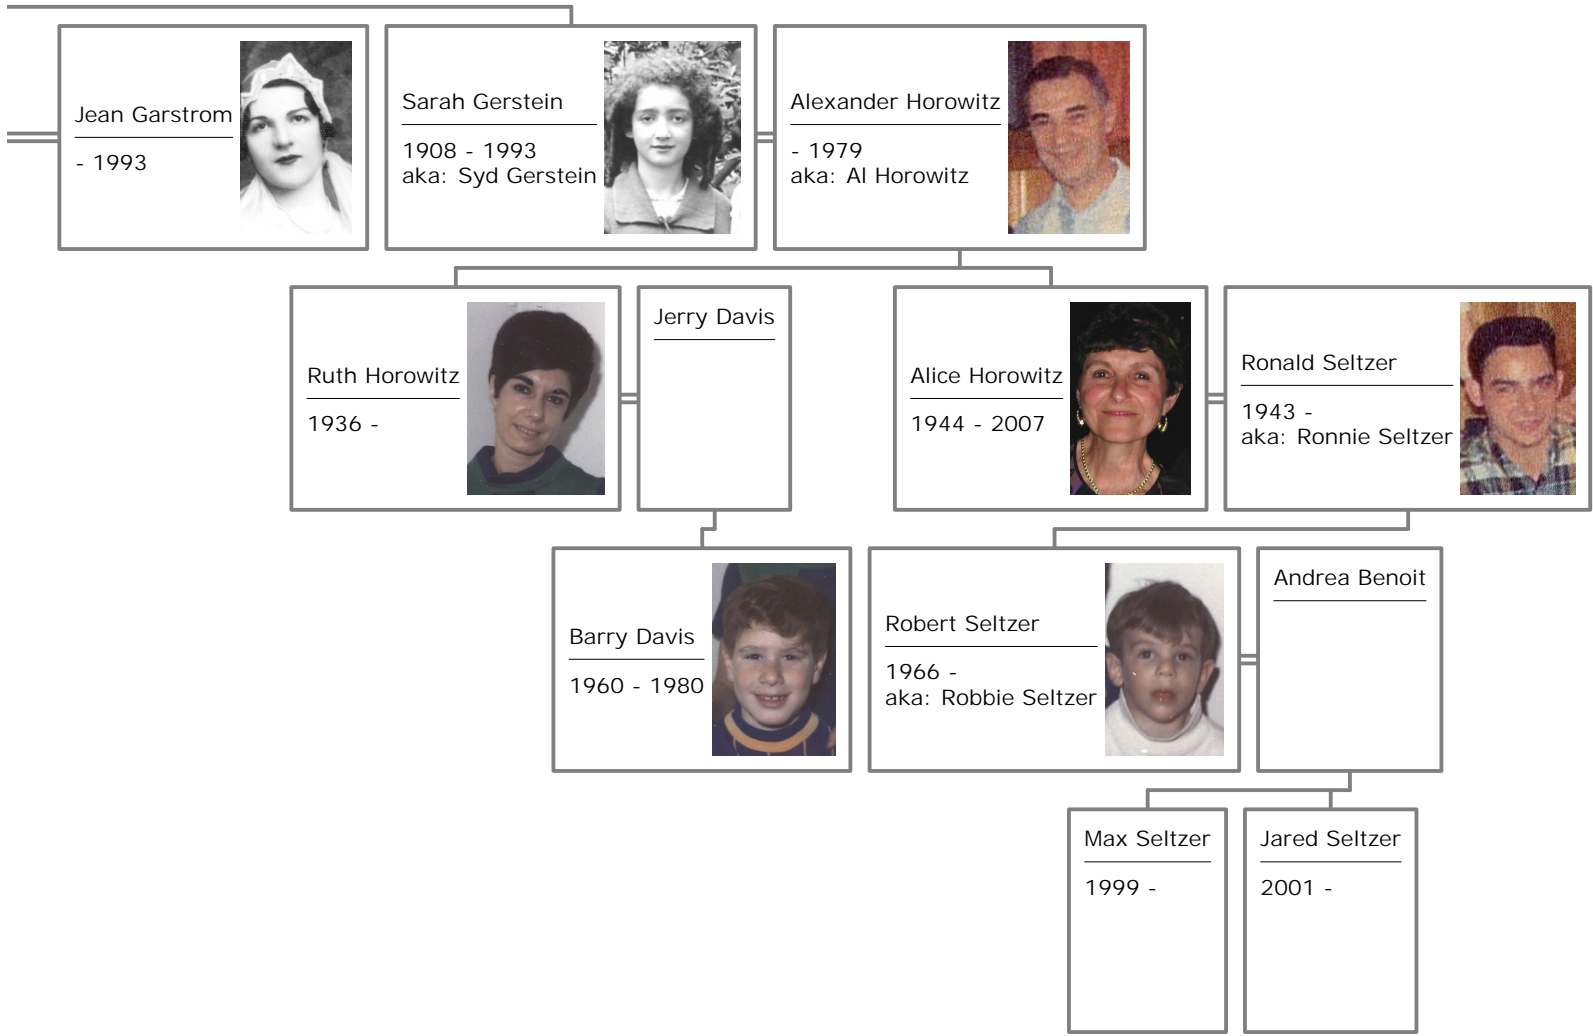 Jean Garstrom
- 1993
Sarah Gerstein
1908 - 1993
aka: Syd Gerstein
Alexander Horowitz
- 1979
aka: Al Horowitz
Ruth Horowitz
1936 -
Jerry Davis
Alice Horowitz
1944 - 2007
Ronald Seltzer
1943 -
aka: Ronnie Seltzer
Barry Davis
1960 - 1980
Robert Seltzer
1966 -
aka: Robbie Seltzer
Andrea Benoit
Max Seltzer
1999 -
Jared Seltzer
2001 -